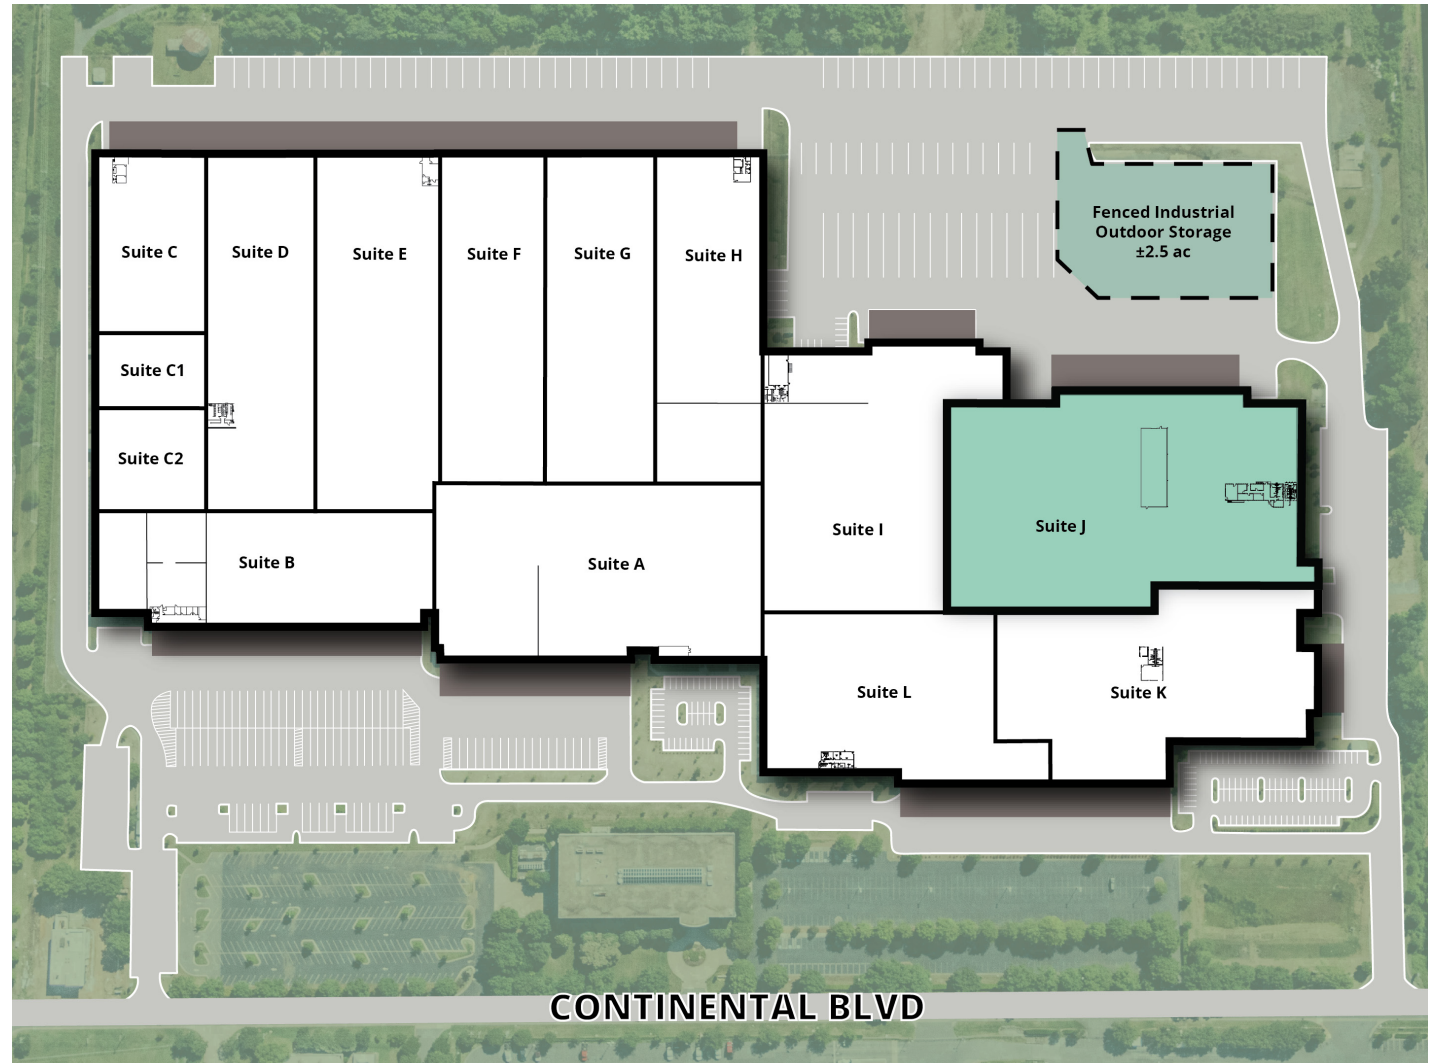 Fenced Industrial
Outdoor Storage
±2.5 ac
Suite C
Suite D
Suite E
Suite F
Suite G
Suite H
Suite C1
Suite C2
Suite B
Suite A
Suite I
Suite J
Suite L
Suite K
CONTINENTAL BLVD